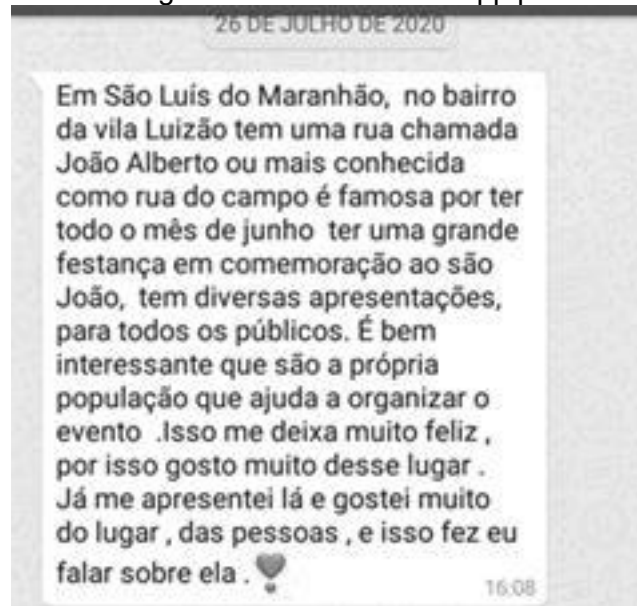 26 DE JULHO DE 2020
Em São Luís do Maranhão, no bairro
da vila Luizão tem uma rua chamada
João Alberto ou mais conhecida
como rua do campo é famosa por ter
todo o mês de junho ter uma grande
festança em comemoração ao são
João, tem diversas apresentações,
para todos os públicos. É bem
interessante que são a própria
população que ajuda a organizar o
evento .Isso me deixa muito feliz ,
por isso gosto muito desse lugar .
Já me apresentei lá e gostei muito
do lugar , das pessoas , e isso fez eu
falar sobre ela .
16:08